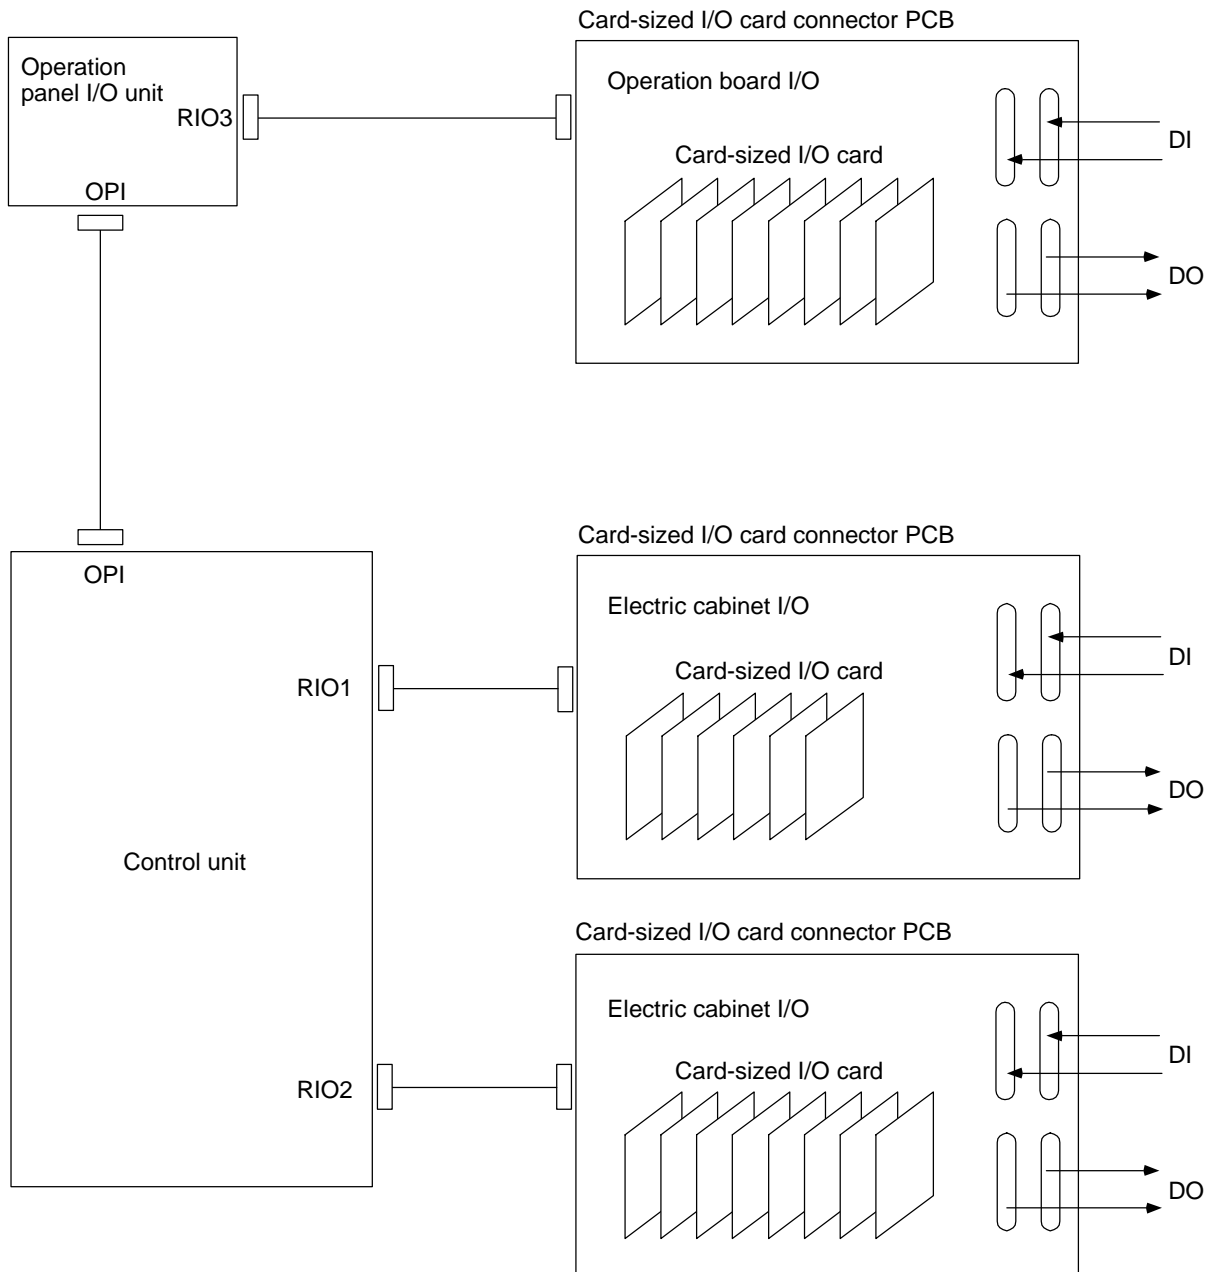 Card-sized I/O card connector PCB
Operation
panel I/O unit
RIO3
OPI
Operation board I/O
Card-sized I/O card
DI
DO
Card-sized I/O card connector PCB
OPI
Electric cabinet I/O
Card-sized I/O card
DI
DO
RIO1
Control unit
Card-sized I/O card connector PCB
Electric cabinet I/O
Card-sized I/O card
DI
DO
RIO2